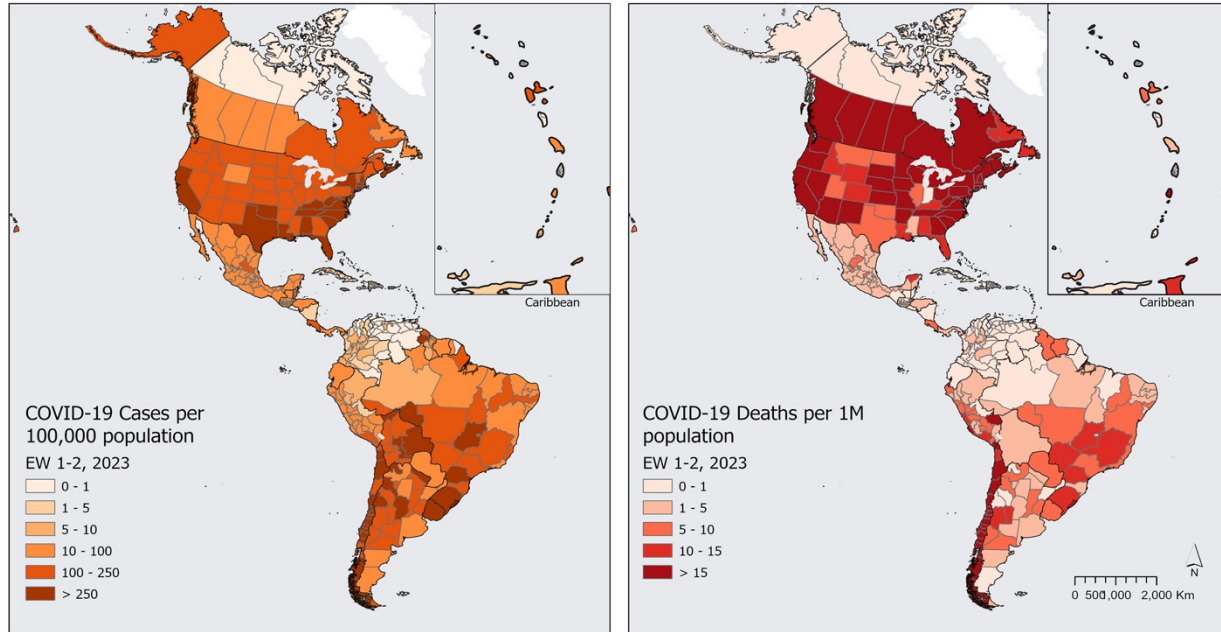 Caribbean
COVID-19 Cases per
100,000 population
EW 1-2, 2023
0 - 1
1 - 5
5 - 10
10 - 100
100 - 250
> 250
Caribbean
COVID-19 Deaths per 1M
population
EW 1-2, 2023
0 - 1
1 - 5
5 - 10
10 - 15
> 15
N
0 500 1,000 2,000 Km